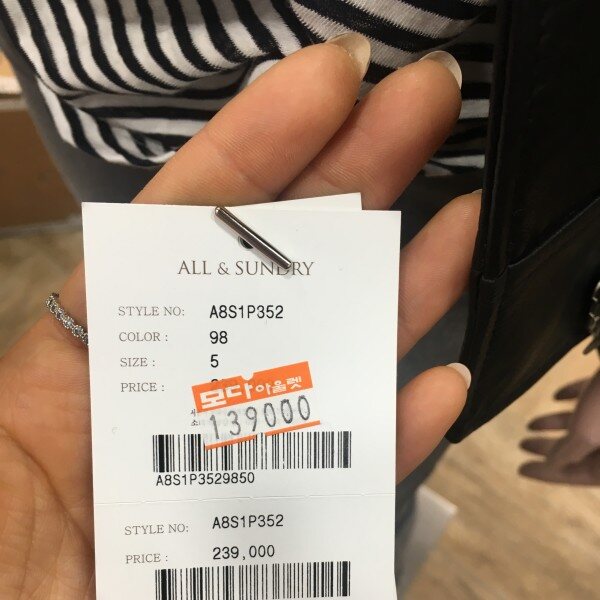 ALL & SUNDRY
STYLE NO: A8S1P352
COLOR : 98
SIZE : 5
PRICE :
모다아울렛
139000
A8S1P3529850
STYLE NO: A8S1P352
PRICE : 239,000